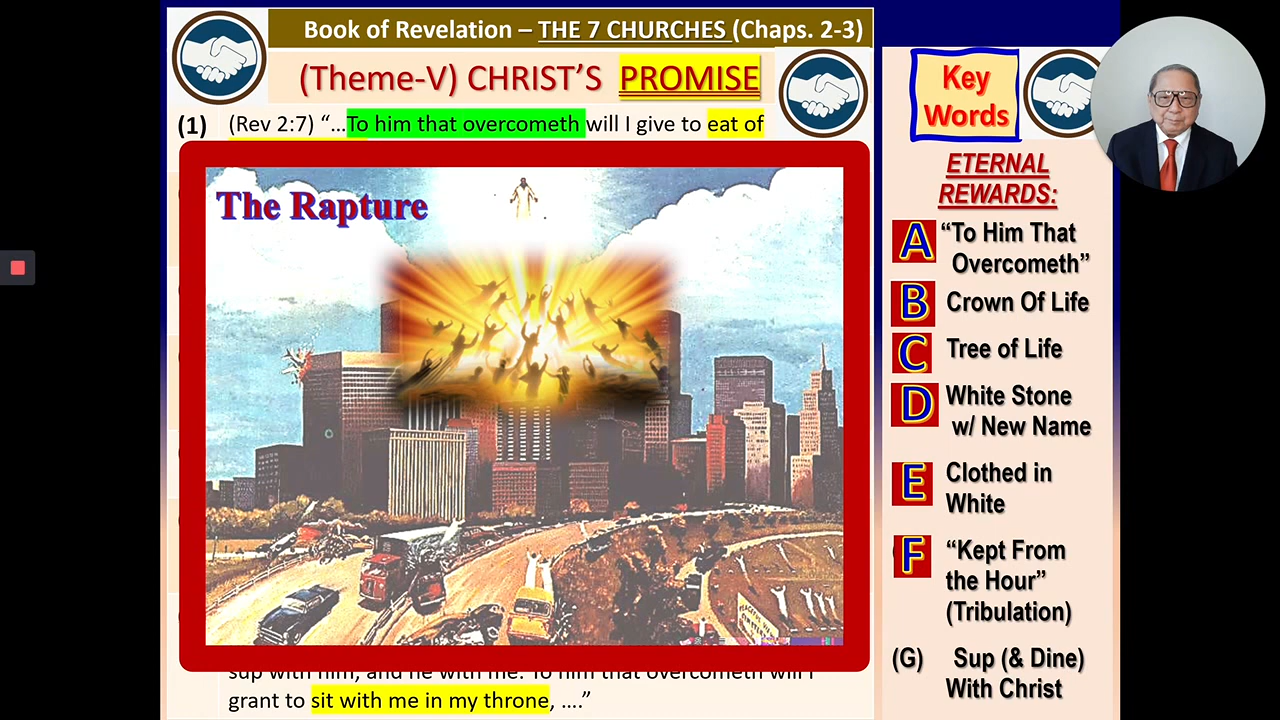 Book of Revelation – THE 7 CHURCHES (Chaps. 2-3)
(Theme-V) CHRIST’S PROMISE
(1) (Rev 2:7) “…To him that overcometh will I give to eat of
The Rapture
sup with him, and he with me. To him that overcometh will I
grant to sit with me in my throne, ….”
Key
Words
ETERNAL
REWARDS:
A “To Him That
Overcometh”
B Crown Of Life
C Tree of Life
D White Stone
w/ New Name
E Clothed in
White
F “Kept From
the Hour”
(Tribulation)
(G) Sup (& Dine)
With Christ